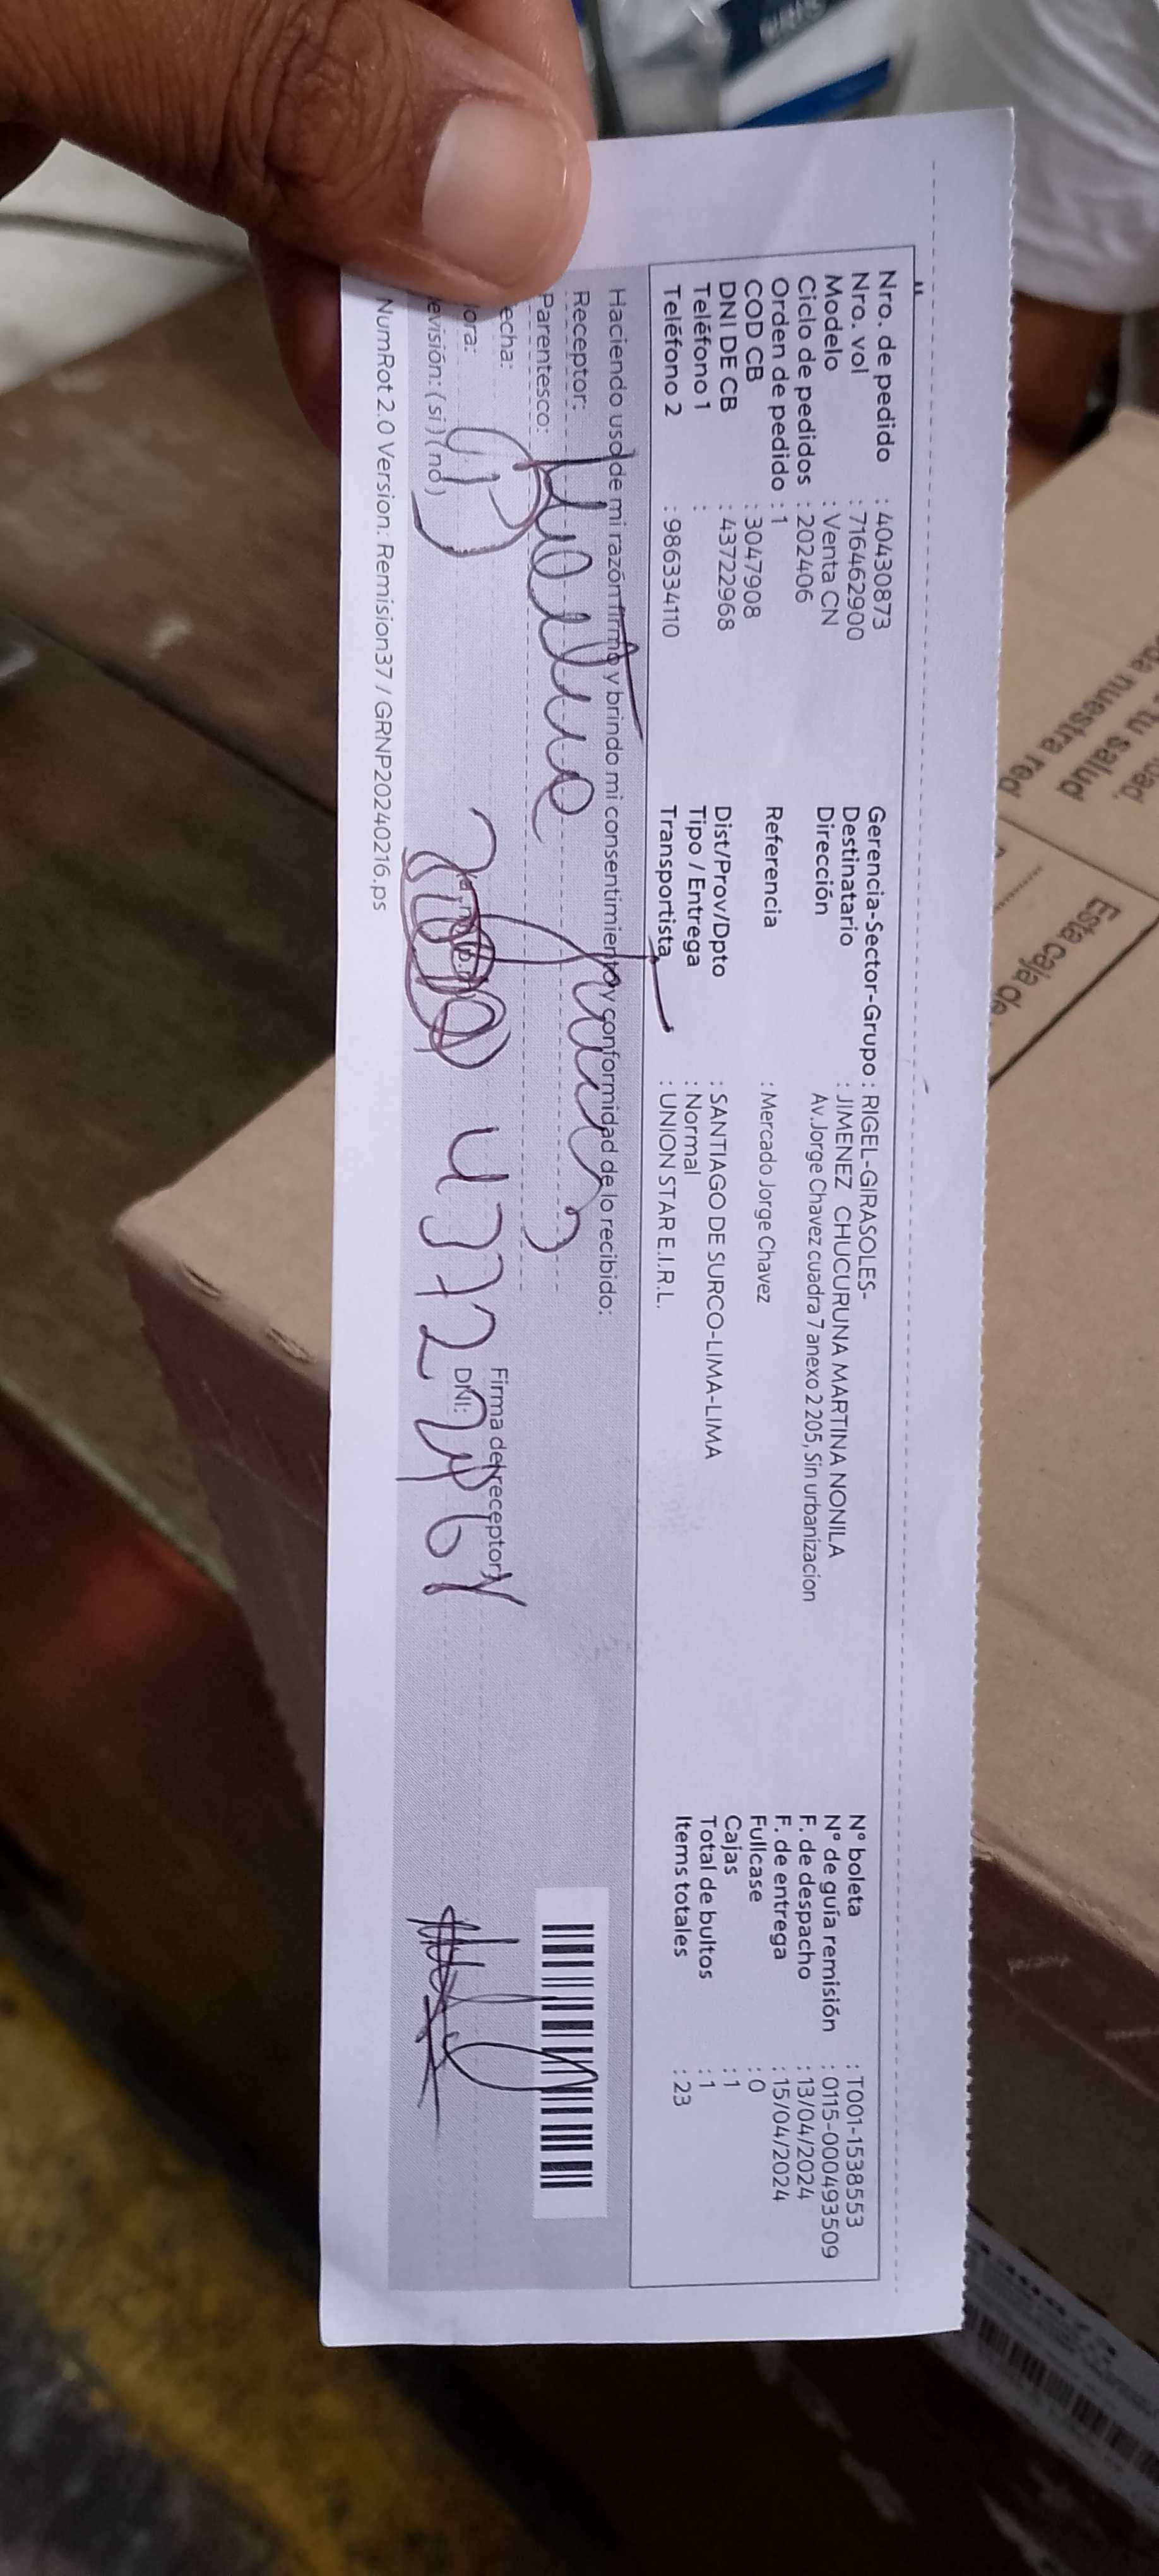 Nro. de pedido : 40430873
Nro. vol : 716462900
Modelo : Venta CN
Ciclo de pedidos : 202406
Orden de pedido : 1
COD CB : 3047908
DNI DE CB : 43722968
Teléfono 1 :
Teléfono 2 : 986334110
Gerencia-Sector-Grupo : RIGEL-GIRASOLES-
Destinatario : JIMENEZ CHUCURUNA MARTINA NONILA
Dirección Av.Jorge Chavez cuadra 7 anexo 2 205, Sin urbanizacion
Referencia : Mercado Jorge Chavez
Dist/Prov/Dpto : SANTIAGO DE SURCO-LIMA-LIMA
Tipo / Entrega : Normal
Transportista : UNION STAR E.I.R.L.
N° boleta : T001-1538553
N° de guía remisión : 0115-000493509
F. de despacho : 13/04/2024
F. de entrega : 15/04/2024
Fullcase : 0
Cajas : 1
Total de bultos : 1
Items totales : 23
Haciendo uso de mi razón firmo y brindo mi consentimiento y conformidad de lo recibido:
Receptor:
Parentesco:
echa:
ora:
evisión: ( si ) ( no )
Firma del receptor
DNI:
NumRot 2.0 Version: Remision37 / GRNP20240216.ps
Esta caja de
tu salud
de nuestra red